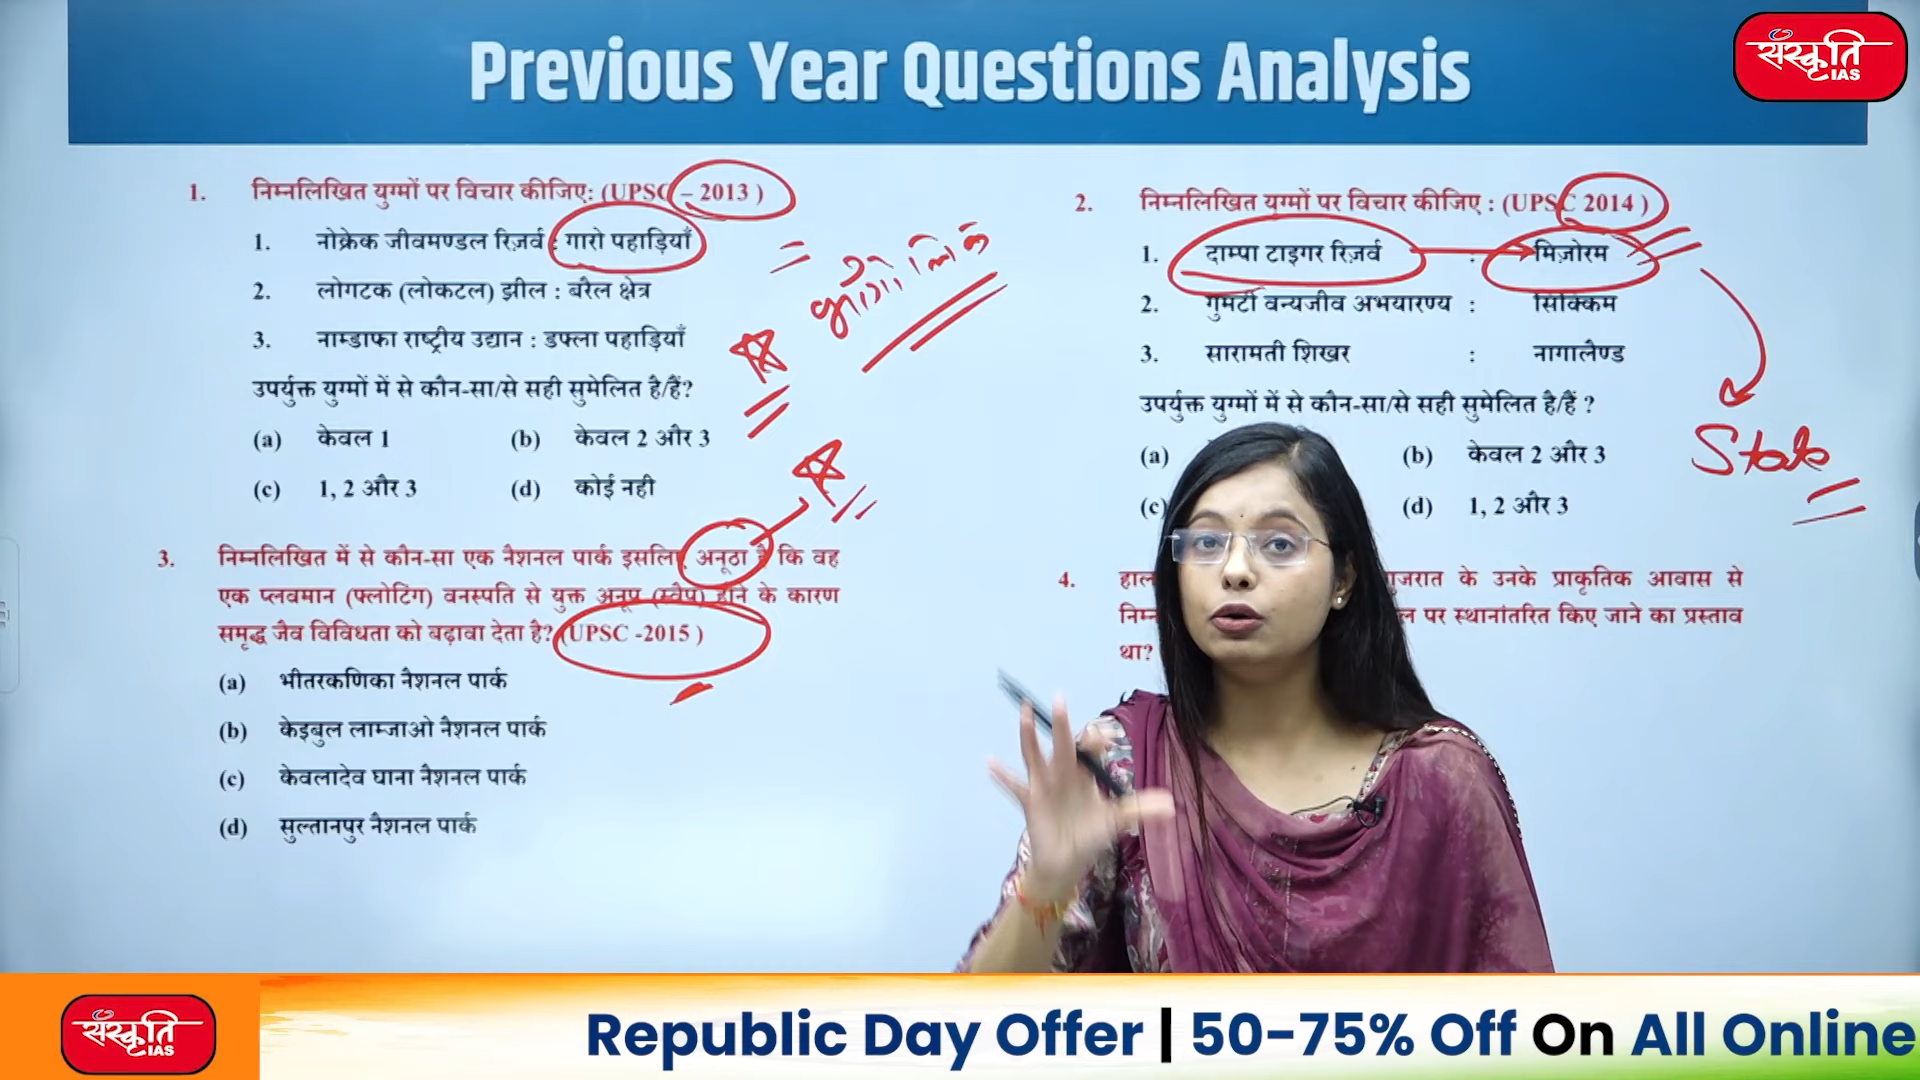 Previous Year Questions Analysis
संस्कृति
IAS
1. निम्नलिखित युग्मों पर विचार कीजिए: (UPSC – 2013 )
1. नोक्रेक जीवमण्डल रिज़र्व : गारो पहाड़ियाँ
2. लोगटक (लोकटल) झील : बरैल क्षेत्र
3. नाम्डाफा राष्ट्रीय उद्यान : डफ्ला पहाड़ियाँ
उपर्युक्त युग्मों में से कौन-सा/से सही सुमेलित है/हैं?
(a) केवल 1 (b) केवल 2 और 3
(c) 1, 2 और 3 (d) कोई नही
भौगोलिक
2. निम्नलिखित युग्मों पर विचार कीजिए : (UPSC 2014 )
1. दाम्पा टाइगर रिज़र्व : मिज़ोरम
2. गुमटी वन्यजीव अभयारण्य : सिक्किम
3. सारामती शिखर : नागालैण्ड
उपर्युक्त युग्मों में से कौन-सा/से सही सुमेलित है/हैं ?
(a) (b) केवल 2 और 3
(c) (d) 1, 2 और 3
State
3. निम्नलिखित में से कौन-सा एक नैशनल पार्क इसलिए अनूठा है कि वह
एक प्लवमान (फ्लोटिंग) वनस्पति से युक्त अनूप (स्वैंप) होने के कारण
समृद्ध जैव विविधता को बढ़ावा देता है? (UPSC -2015 )
(a) भीतरकणिका नैशनल पार्क
(b) केइबुल लाम्जाओ नैशनल पार्क
(c) केवलादेव घाना नैशनल पार्क
(d) सुल्तानपुर नैशनल पार्क
4. हाल गुजरात के उनके प्राकृतिक आवास से
निम्न पर स्थानांतरित किए जाने का प्रस्ताव
था?
संस्कृति
IAS
Republic Day Offer | 50-75% Off On All Online